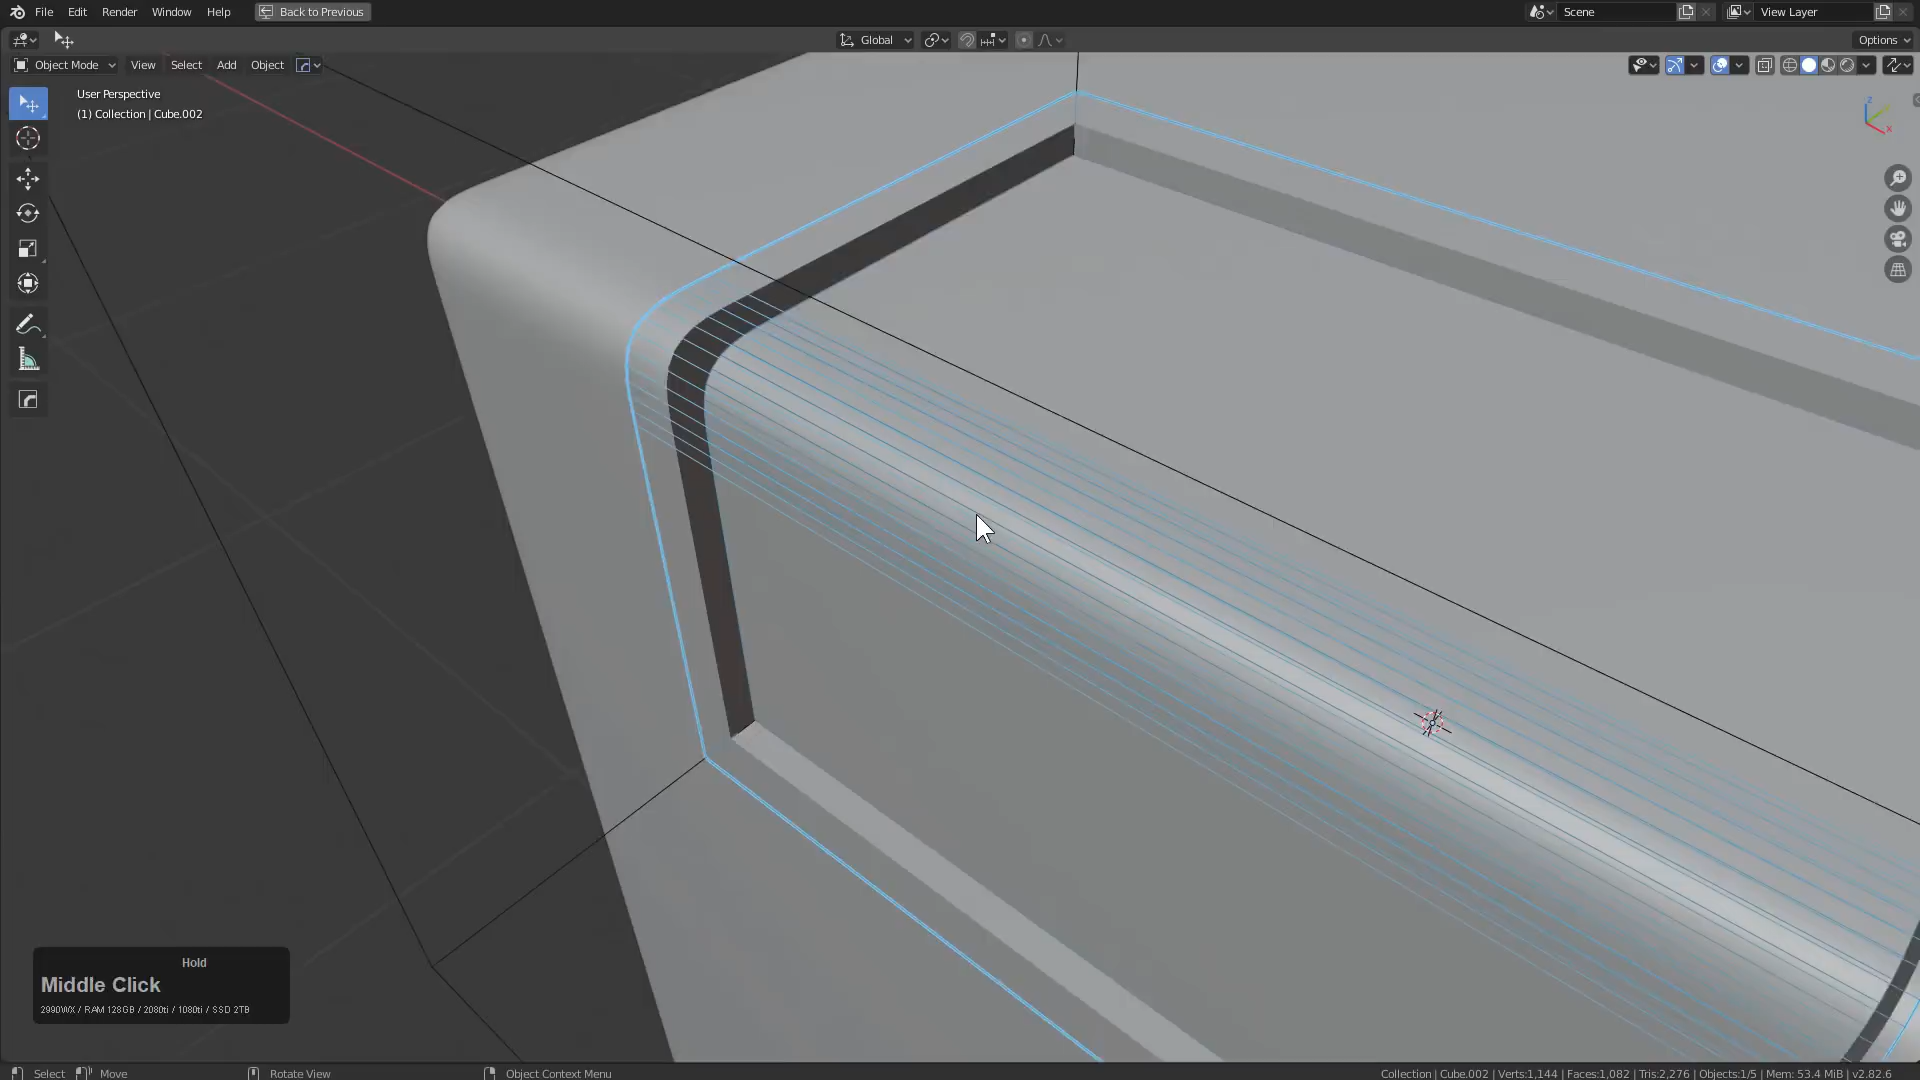 File Edit Render Window Help Back to Previous Scene View Layer
Global Options
Object Mode View Select Add Object
User Perspective
(1) Collection | Cube.002
Z
X
Hold
Middle Click
2990WX / RAM 128GB / 2080ti / 1080ti / SSD 2TB
Select Move Rotate View Object Context Menu Collection | Cube.002 | Verts:1,144 | Faces:1,082 | Tris:2,276 | Objects:1/5 | Mem: 53.4 MiB | v2.82.6